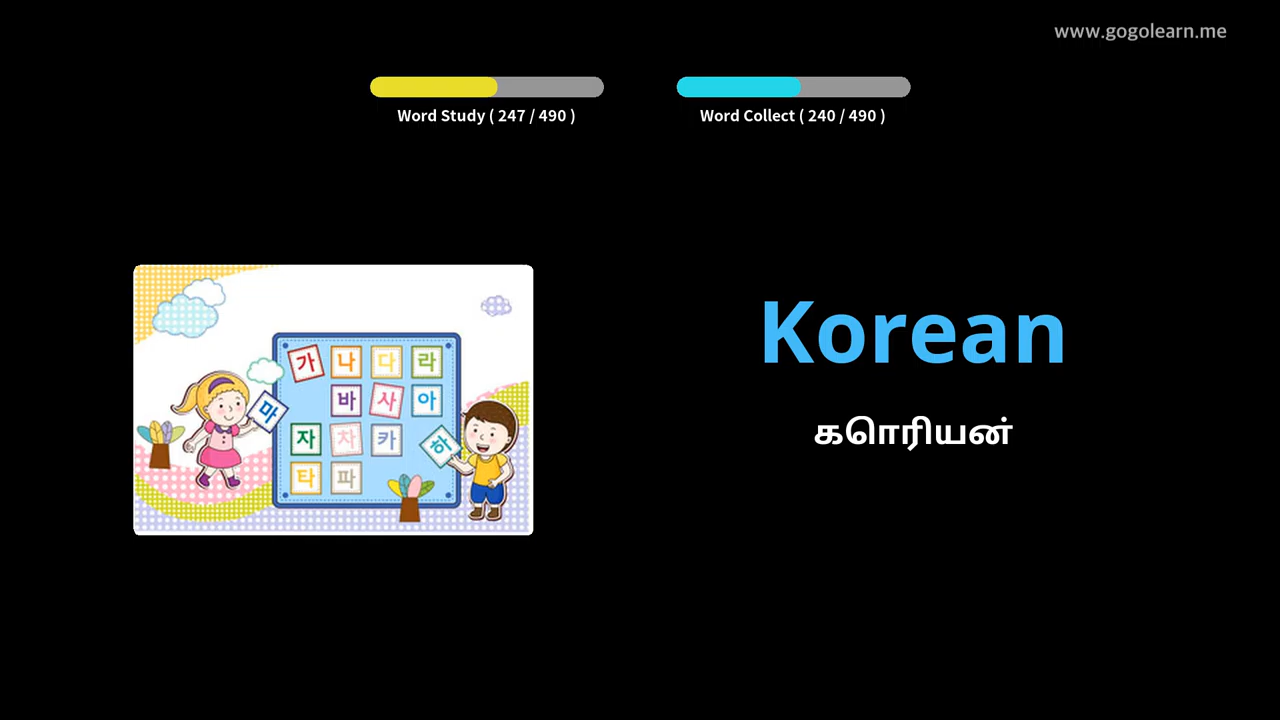 www.gogolearn.me
Word Study ( 247 / 490 )
Word Collect ( 240 / 490 )
가 나 다 라
마 바 사 아
자 차 카 하
타 파
Korean
கொரியன்